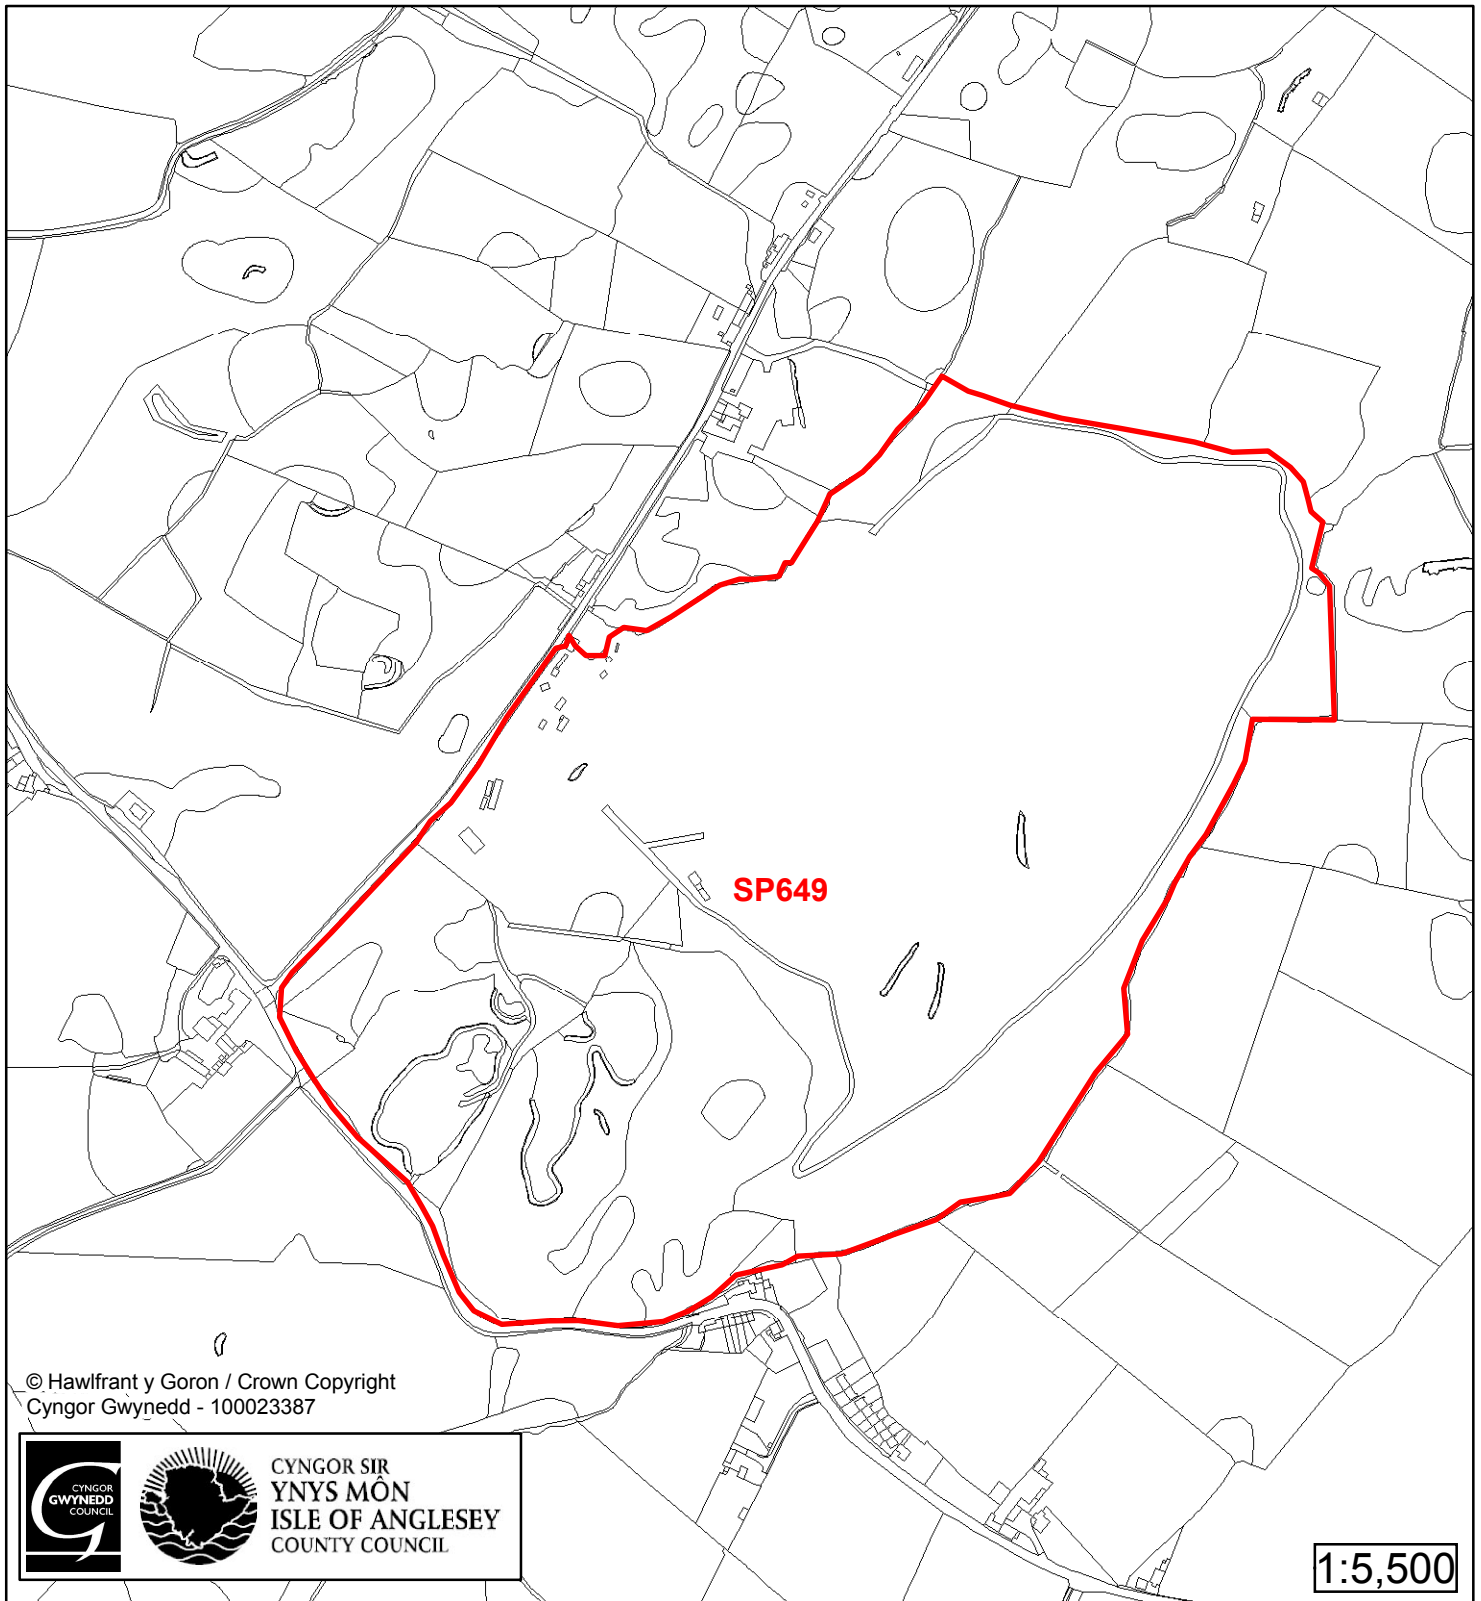 SP649
© Hawlfrant y Goron / Crown Copyright
Cyngor Gwynedd - 100023387
CYNGOR
GWYNEDD
COUNCIL
CYNGOR SIR
YNYS MÔN
ISLE OF ANGLESEY
COUNTY COUNCIL
1:5,500